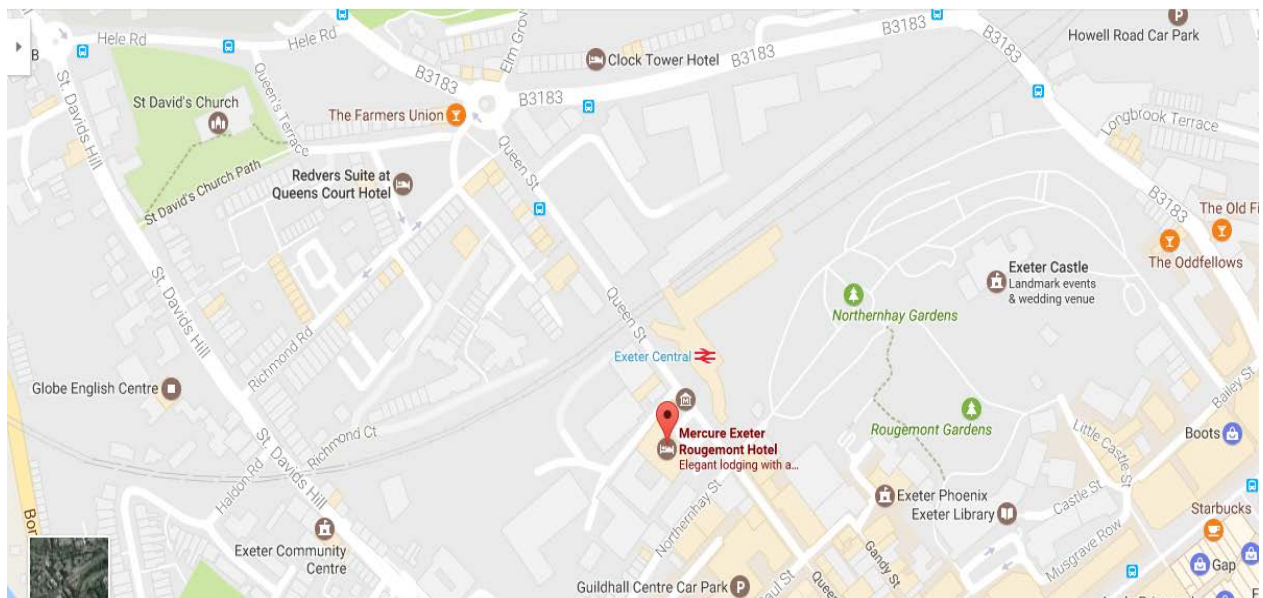 B
Hele Rd
Hele Rd
Elm Grov
Howell Road Car Park
P
Clock Tower Hotel
B3183
B3183
B3183
B3183
St. Davids Hill
Queen's Terrace
St David's Church
The Farmers Union
Longbrook Terrace
St David's Church Path
Redvers Suite at
Queens Court Hotel
Queen St
B3183
The Old Fi
The Oddfellows
St. Davids Hill
Exeter Castle
Landmark events
& wedding venue
Northernhay Gardens
Queen St
Richmond Rd
Exeter Central
Globe English Centre
Bailey St
Rougemont Gardens
Mercure Exeter
Rougemont Hotel
Elegant lodging with a...
Boots
Little Castle St
Richmond Ct
Haldon Rd
St. Davids Hill
Northernhay St
Exeter Phoenix
Exeter Library
Castle St
Starbucks
Bor
Exeter Community
Centre
Musgrave Row
Gandy St
Gap
Guildhall Centre Car Park
P
aul St
Quee